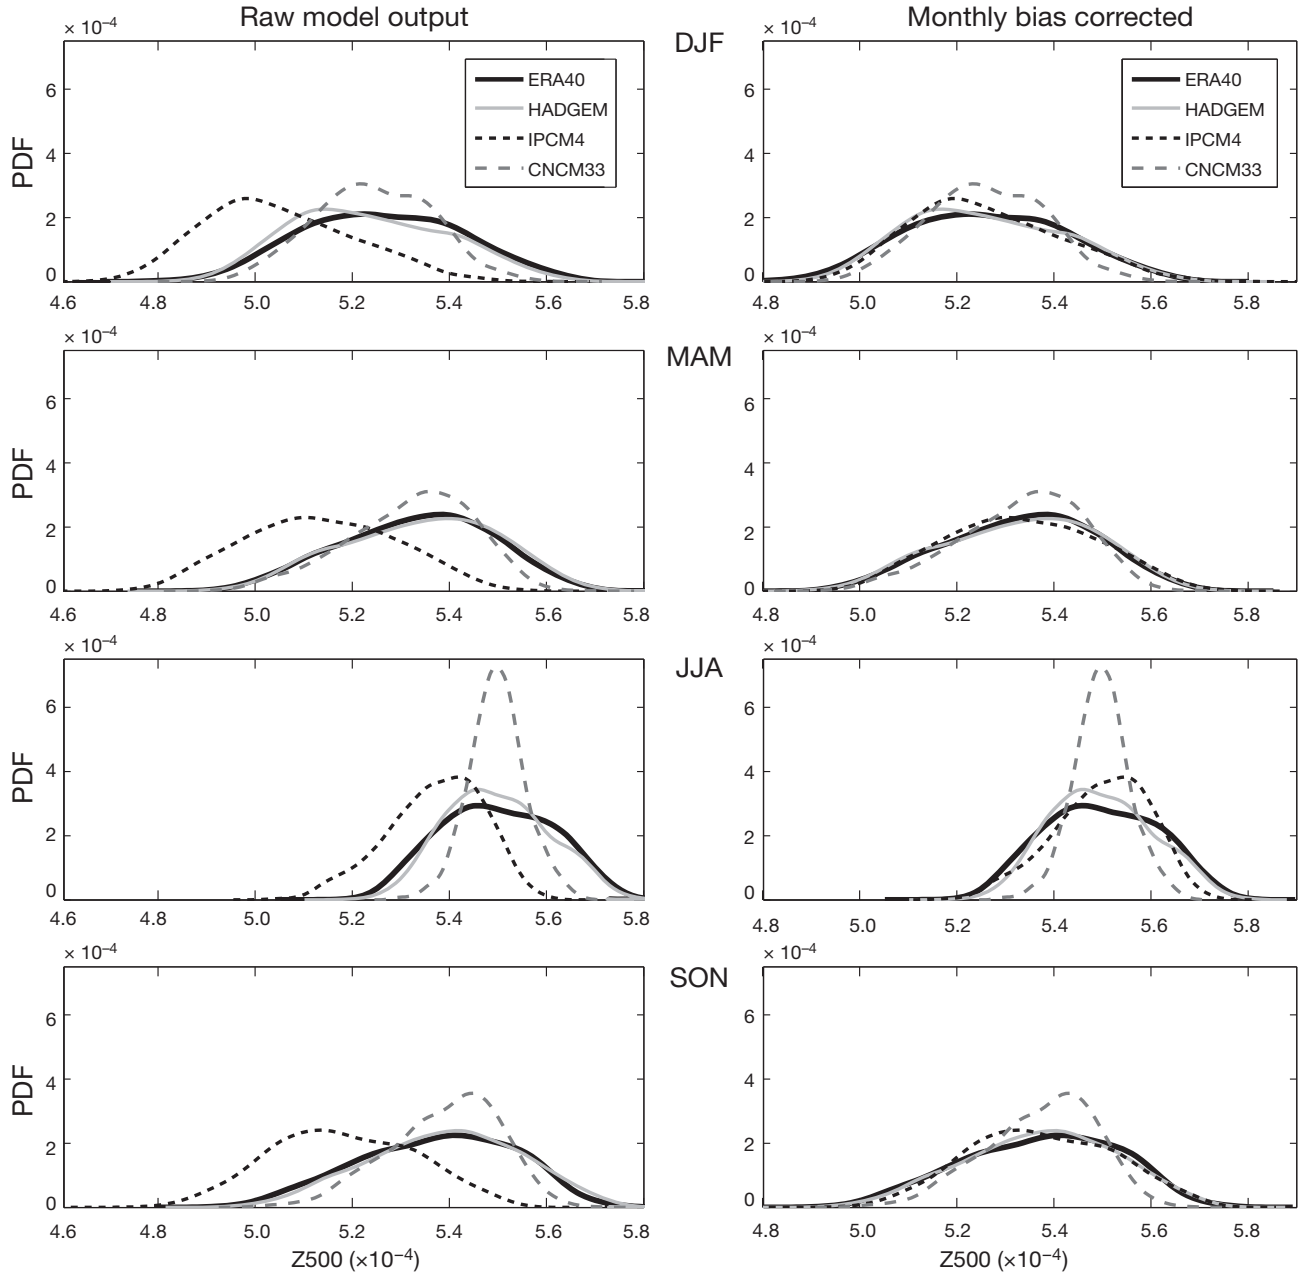 Raw model output
Monthly bias corrected
DJF
× 10⁻⁴
6
4
2
0
PDF
ERA40
HADGEM
IPCM4
CNCM33
4.6 4.8 5.0 5.2 5.4 5.6 5.8
× 10⁻⁴
6
4
2
0
ERA40
HADGEM
IPCM4
CNCM33
4.8 5.0 5.2 5.4 5.6 5.8
MAM
× 10⁻⁴
6
4
2
0
PDF
4.6 4.8 5.0 5.2 5.4 5.6 5.8
× 10⁻⁴
6
4
2
0
4.8 5.0 5.2 5.4 5.6 5.8
JJA
× 10⁻⁴
6
4
2
0
PDF
4.6 4.8 5.0 5.2 5.4 5.6 5.8
× 10⁻⁴
6
4
2
0
4.8 5.0 5.2 5.4 5.6 5.8
SON
× 10⁻⁴
6
4
2
0
PDF
4.6 4.8 5.0 5.2 5.4 5.6 5.8
Z500 (×10⁻⁴)
× 10⁻⁴
6
4
2
0
4.8 5.0 5.2 5.4 5.6 5.8
Z500 (×10⁻⁴)